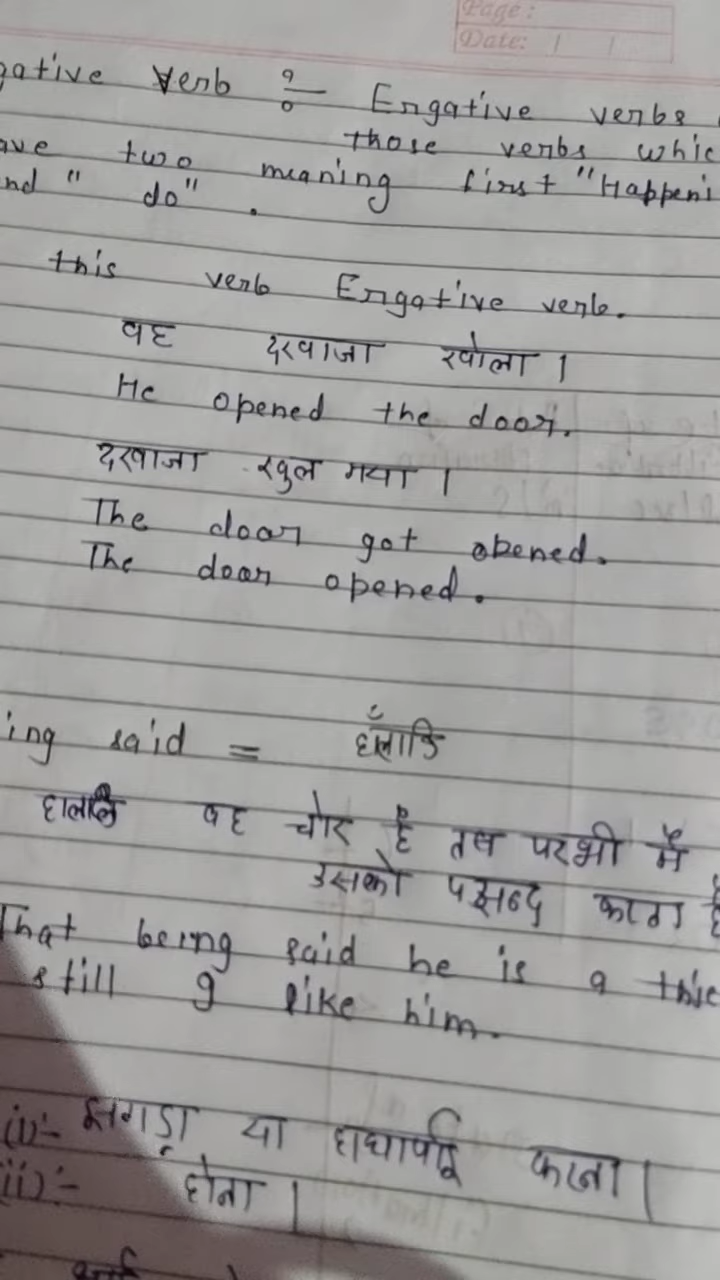 Page:
Date: / /
gative verb :- Ergative verbs
those verbs whic
ave two meaning first "Happeni
nd " do" .
this verb Ergative verb.
वह दरवाजा खोला ।
He opened the door.
दरवाजा खुल गया ।
The door got opened.
The door opened.
ing said = हलाँकि
हालाकि वह चोर है तब पर भी मैं
उसको पसन्द करता है
That being said he is a thie
still I like him.
(i):- झगड़ा या हाथापाई करना ।
(ii):- होना ।